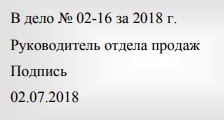 В дело № 02-16 за 2018 г.
Руководитель отдела продаж
Подпись
02.07.2018